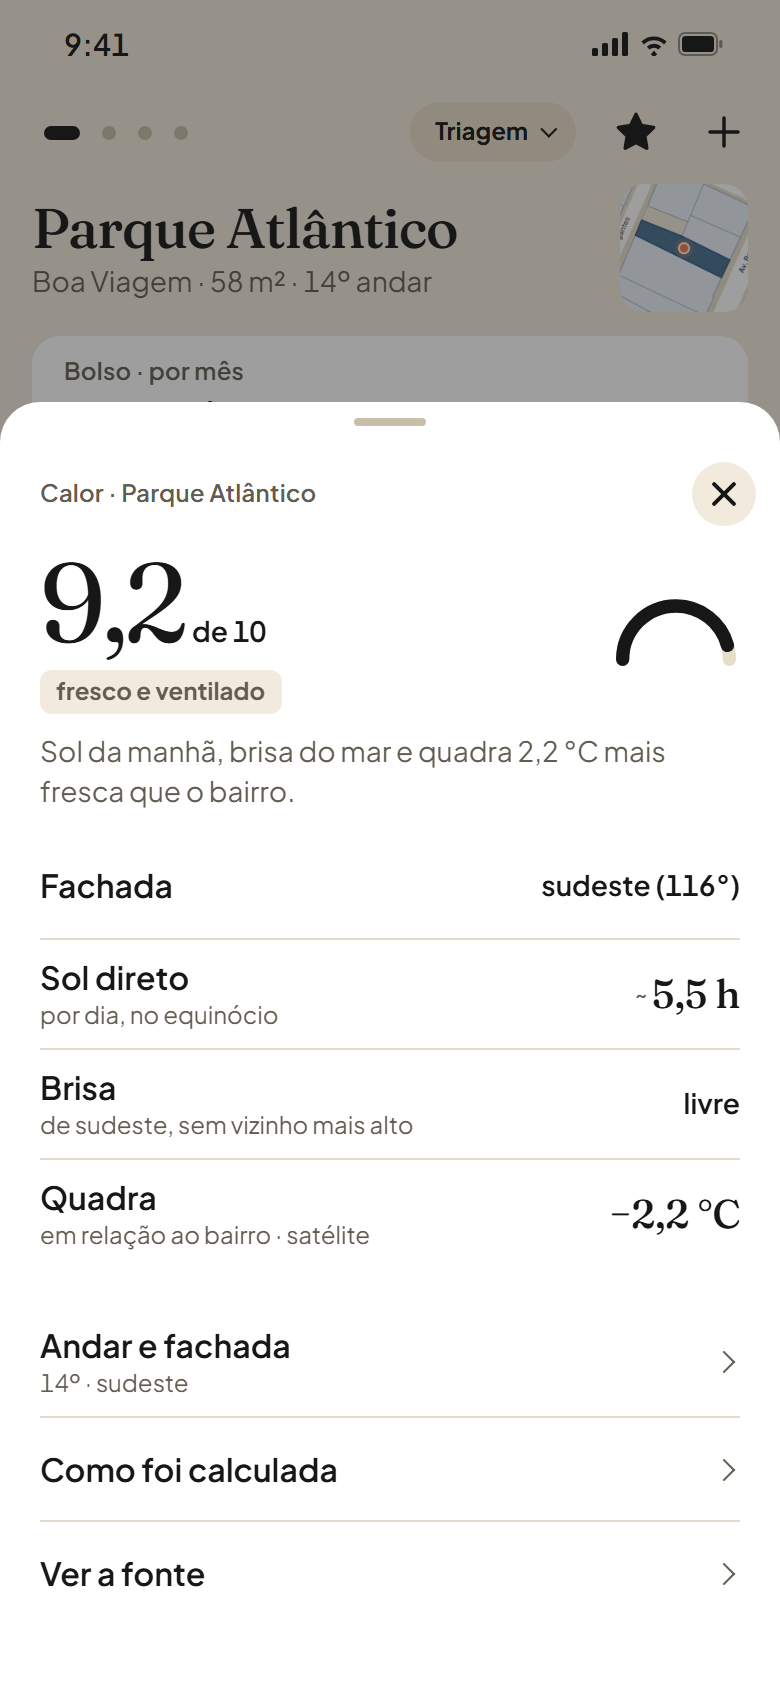 9:41
Triagem
Parque Atlântico
Boa Viagem · 58 m² · 14º andar
Bolso · por mês
Calor · Parque Atlântico
9,2 de 10
fresco e ventilado
Sol da manhã, brisa do mar e quadra 2,2 °C mais
fresca que o bairro.
Fachada
sudeste (116°)
Sol direto
por dia, no equinócio
~5,5 h
Brisa
de sudeste, sem vizinho mais alto
livre
Quadra
em relação ao bairro · satélite
−2,2 °C
Andar e fachada
14º · sudeste
Como foi calculada
Ver a fonte